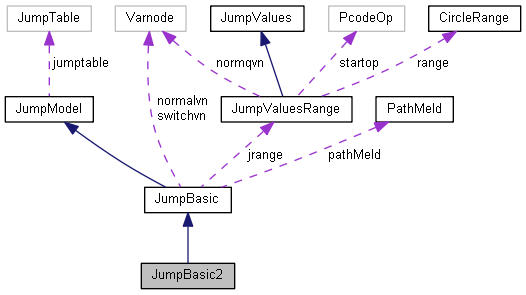 JumpTable
Varnode
JumpValues
PcodeOp
CircleRange
jumptable
normqvn
startop
range
JumpModel
normalvn
switchvn
JumpValuesRange
PathMeld
jrange
pathMeld
JumpBasic
JumpBasic2